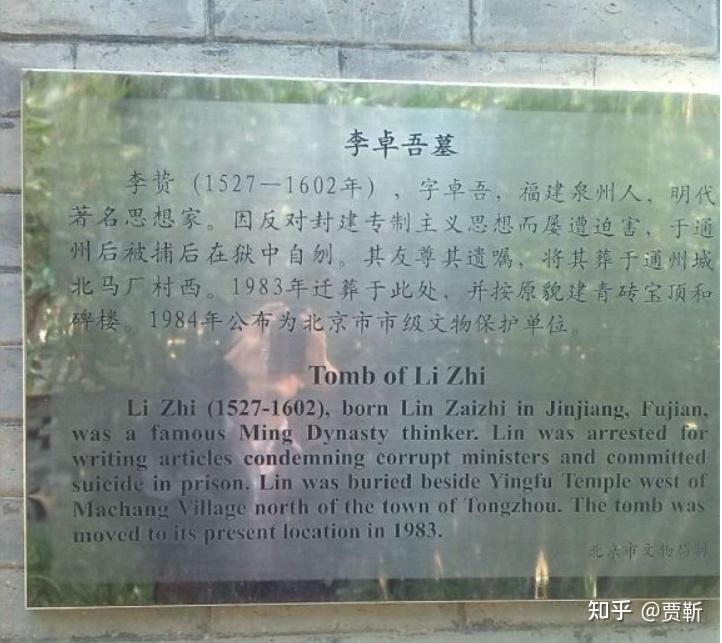 李卓吾墓
李贽（1527－1602年），字卓吾，福建泉州人，明代
著名思想家。因反对封建专制主义思想而屡遭迫害，于通
州后被捕后在狱中自刎。其友尊其遗嘱，将其葬于通州城
北马厂村西。1983年迁葬于此处，并按原貌建青砖宝顶和
碑楼。1984年公布为北京市市级文物保护单位。
Tomb of Li Zhi
Li Zhi (1527-1602), born Lin Zaizhi in Jinjiang, Fujian,
was a famous Ming Dynasty thinker. Lin was arrested for
writing articles condemning corrupt ministers and committed
suicide in prison. Lin was buried beside Yingfu Temple west of
Machang Village north of the town of Tongzhou. The tomb was
moved to its present location in 1983.
北京市文物局制
知乎 @贾靳